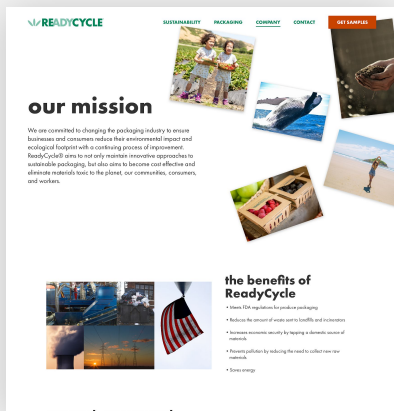 READYCYCLE
SUSTAINABILITY PACKAGING COMPANY CONTACT GET SAMPLES
our mission
We are committed to changing the packaging industry to ensure
businesses and consumers reduce their environmental impact and
ecological footprint with a continuing process of improvement.
ReadyCycle® aims to not only maintain innovative approaches to
sustainable packaging, but also aims to become cost effective and
eliminate materials toxic to the planet, our communities, consumers,
and workers.
the benefits of
ReadyCycle
• Meets FDA regulations for produce packaging
• Reduces the amount of waste sent to landfills and incinerators
• Increases economic security by tapping a domestic source of
materials
• Prevents pollution by reducing the need to collect new raw
materials
• Saves energy